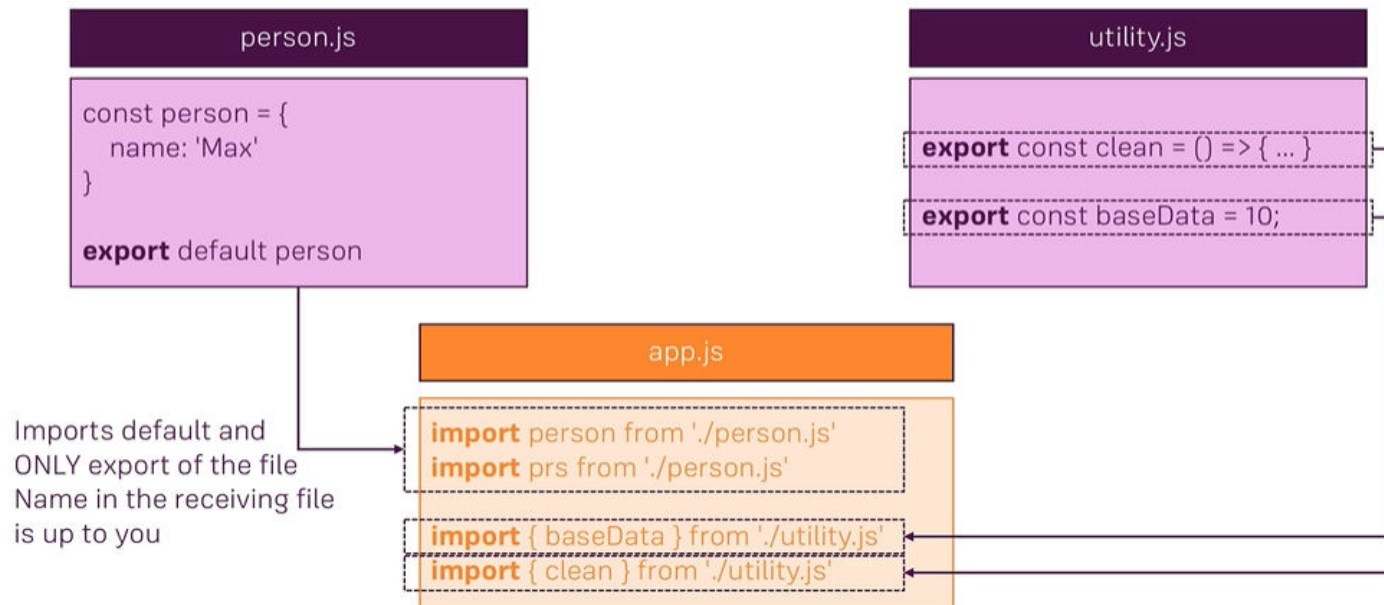 person.js
const person = {
name: 'Max'
}
export default person
utility.js
export const clean = () => { ... }
export const baseData = 10;
app.js
import person from './person.js'
import prs from './person.js'
import { baseData } from './utility.js'
import { clean } from './utility.js'
Imports default and
ONLY export of the file
Name in the receiving file
is up to you